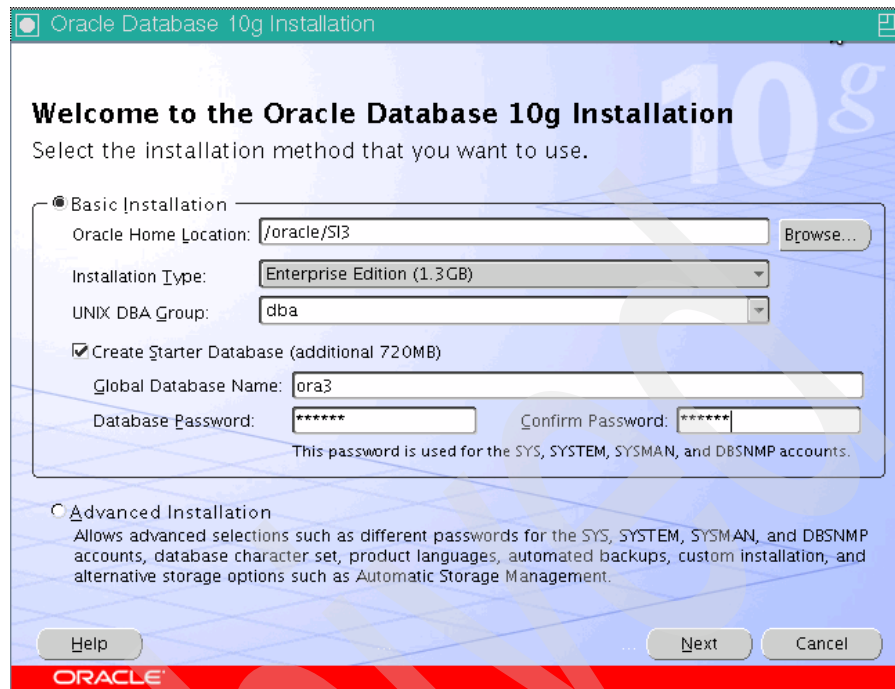 Oracle Database 10g Installation
10g
Welcome to the Oracle Database 10g Installation
Select the installation method that you want to use.
Basic Installation
Oracle Home Location: /oracle/SI3 Browse...
Installation Type: Enterprise Edition (1.3GB)
UNIX DBA Group: dba
Create Starter Database (additional 720MB)
Global Database Name: ora3
Database Password: ****** Confirm Password: ******
This password is used for the SYS, SYSTEM, SYSMAN, and DBSNMP accounts.
Advanced Installation
Allows advanced selections such as different passwords for the SYS, SYSTEM, SYSMAN, and DBSNMP
accounts, database character set, product languages, automated backups, custom installation, and
alternative storage options such as Automatic Storage Management.
Help Next Cancel
ORACLE